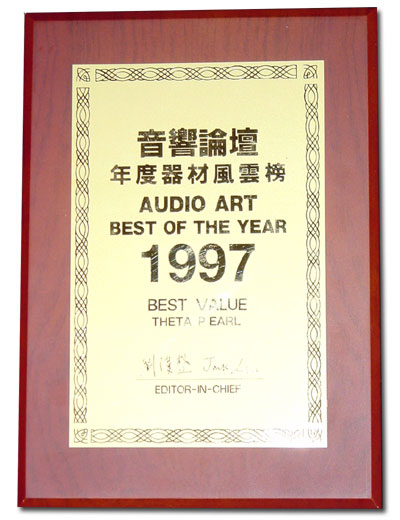 音響論壇
年度器材風雲榜
AUDIO ART
BEST OF THE YEAR
1997
BEST VALUE
THETA PEARL
EDITOR-IN-CHIEF